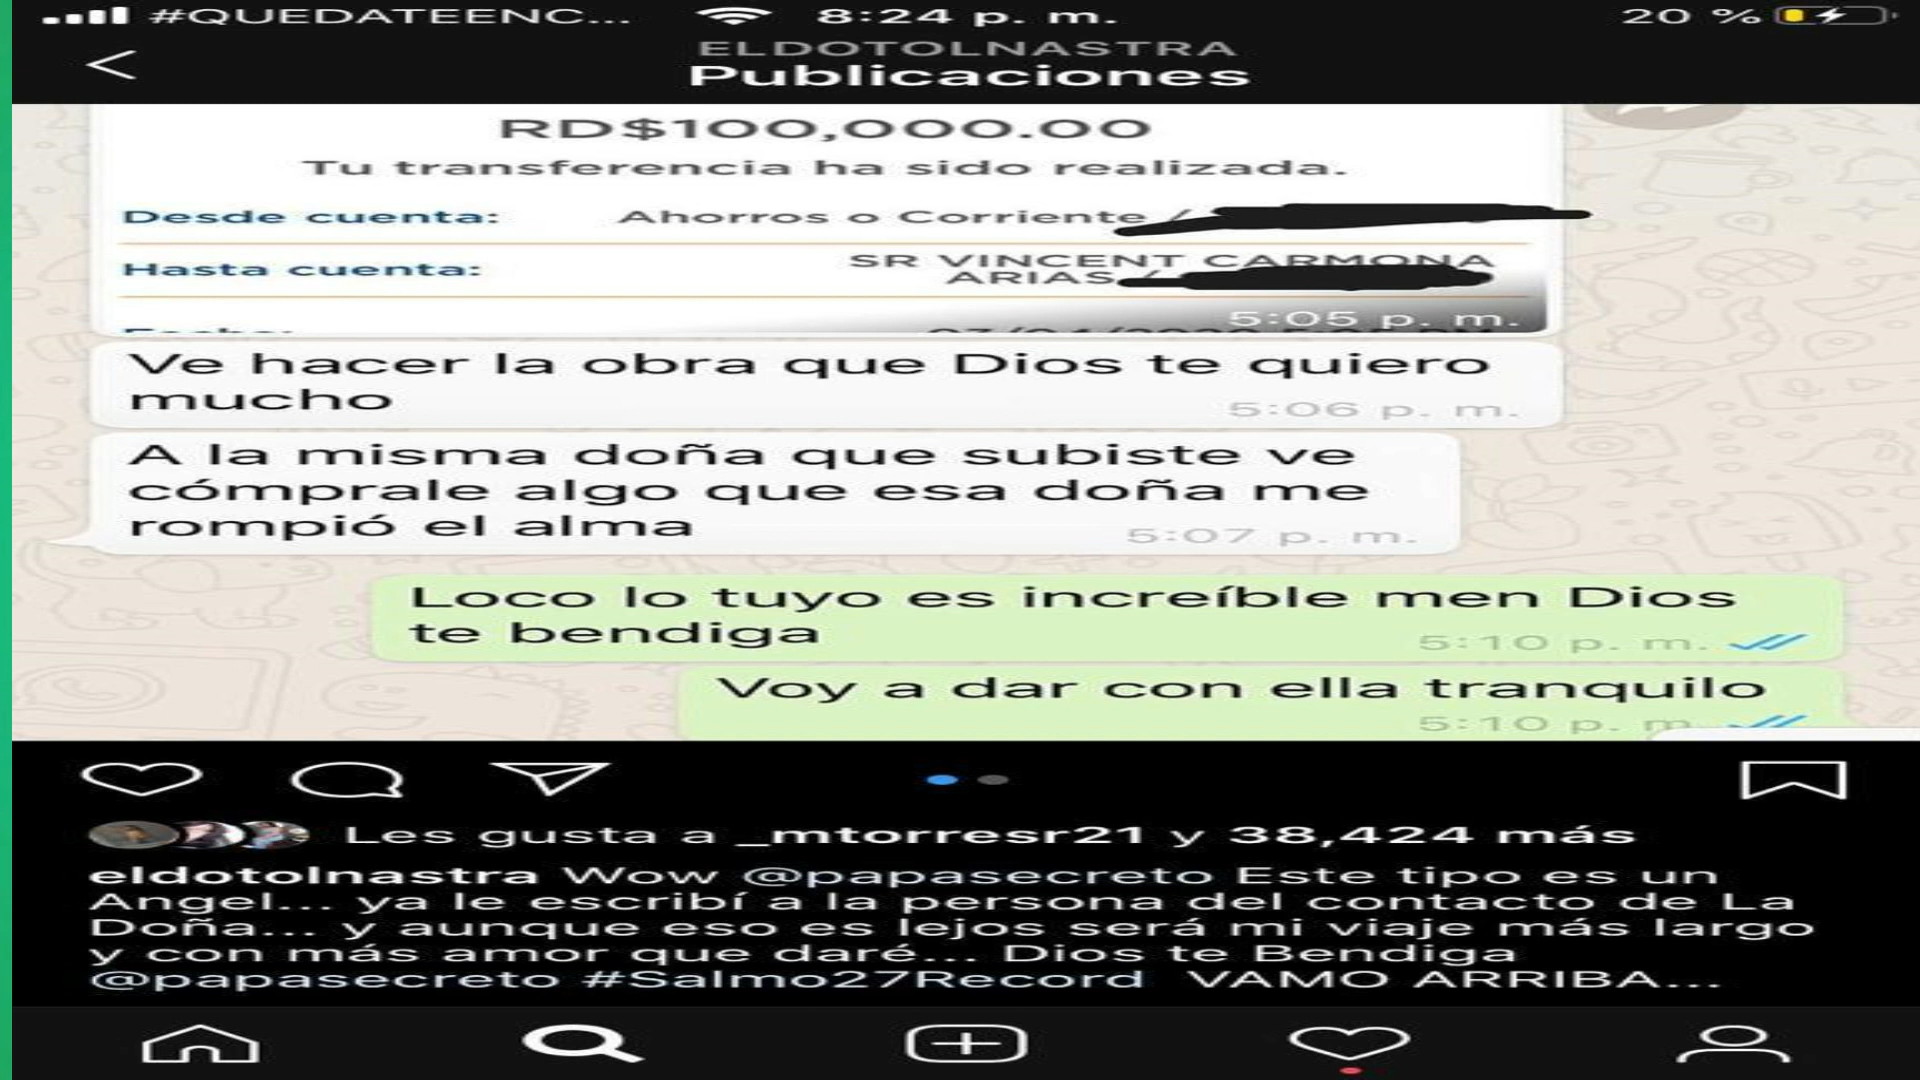 #QUEDATEENC... 8:24 p. m. 20 %
ELDOTOLNASTRA
Publicaciones
RD$100,000.00
Tu transferencia ha sido realizada.
Desde cuenta: Ahorros o Corriente /
Hasta cuenta: SR VINCENT CARMONA
ARIAS /
5:05 p. m.
Ve hacer la obra que Dios te quiero
mucho
5:06 p. m.
A la misma doña que subiste ve
cómprale algo que esa doña me
rompió el alma
5:07 p. m.
Loco lo tuyo es increíble men Dios
te bendiga
5:10 p. m.
Voy a dar con ella tranquilo
5:10 p. m.
Les gusta a _mtorresr21 y 38,424 más
eldotolnastra Wow @papasecreto Este tipo es un
Angel... ya le escribí a la persona del contacto de La
Doña... y aunque eso es lejos será mi viaje más largo
y con más amor que daré... Dios te Bendiga
@papasecreto #Salmo27Record VAMO ARRIBA...